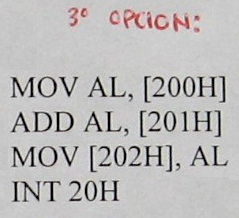 3º OPCION:
MOV AL, [200H]
ADD AL, [201H]
MOV [202H], AL
INT 20H